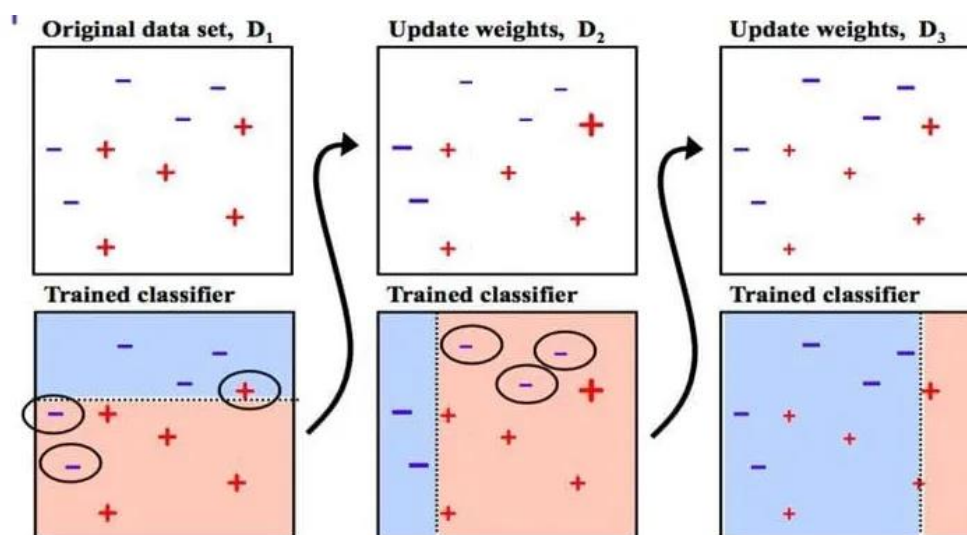 Original data set, D₁
Update weights, D₂
Update weights, D₃
Trained classifier
Trained classifier
Trained classifier